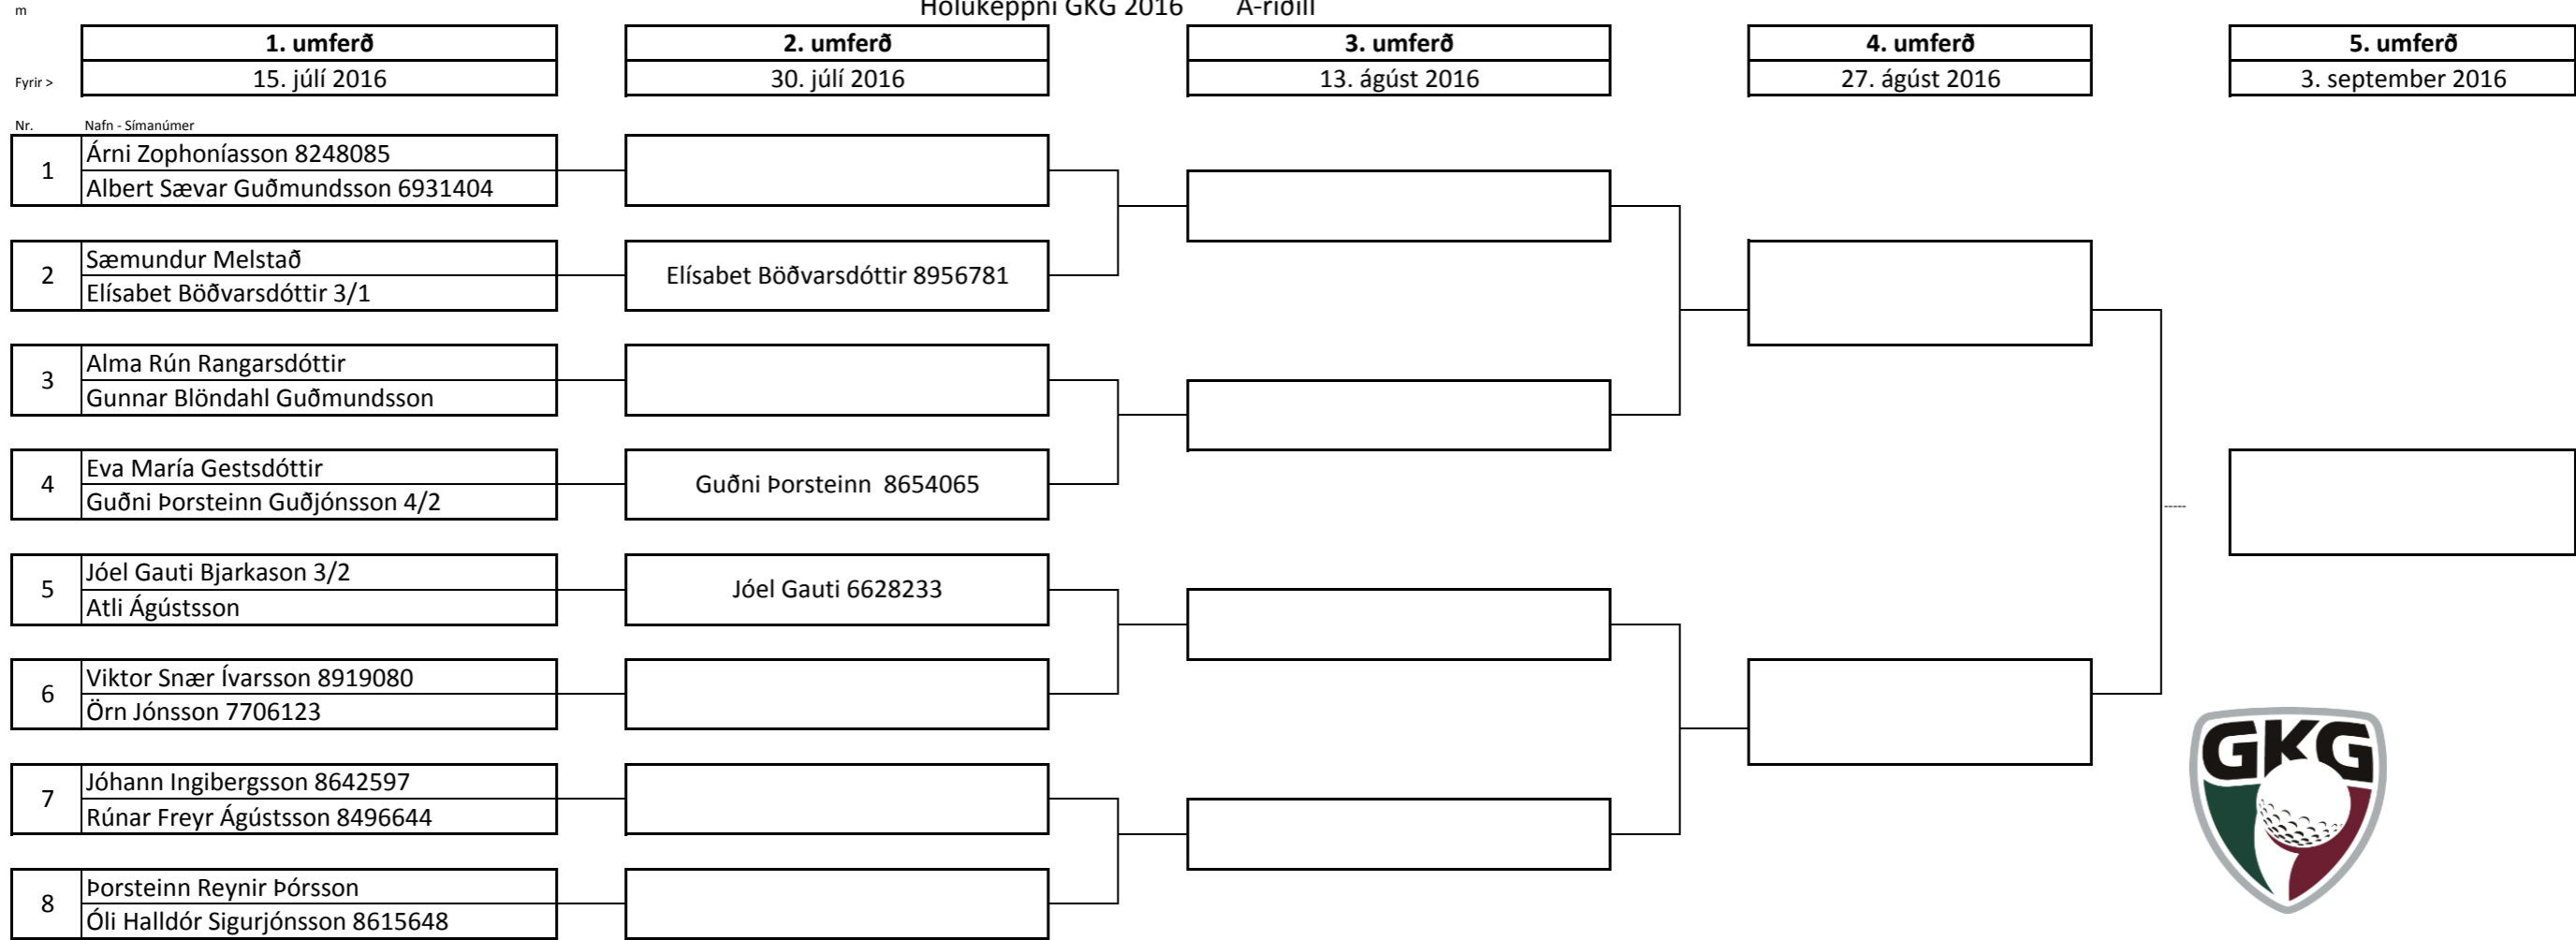 m
Holukeppni GKG 2016 A-riðill
1. umferð 2. umferð 3. umferð 4. umferð 5. umferð
Fyrir > 15. júlí 2016 30. júlí 2016 13. ágúst 2016 27. ágúst 2016 3. september 2016
Nr. Nafn - Símanúmer
1
Árni Zophoníasson 8248085
Albert Sævar Guðmundsson 6931404
2
Sæmundur Melstað
Elísabet Böðvarsdóttir 3/1
Elísabet Böðvarsdóttir 8956781
3
Alma Rún Rangarsdóttir
Gunnar Blöndahl Guðmundsson
4
Eva María Gestsdóttir
Guðni Þorsteinn Guðjónsson 4/2
Guðni Þorsteinn 8654065
5
Jóel Gauti Bjarkason 3/2
Atli Ágústsson
Jóel Gauti 6628233
6
Viktor Snær Ívarsson 8919080
Örn Jónsson 7706123
7
Jóhann Ingibergsson 8642597
Rúnar Freyr Ágústsson 8496644
8
Þorsteinn Reynir Þórsson
Óli Halldór Sigurjónsson 8615648
-----
GKG